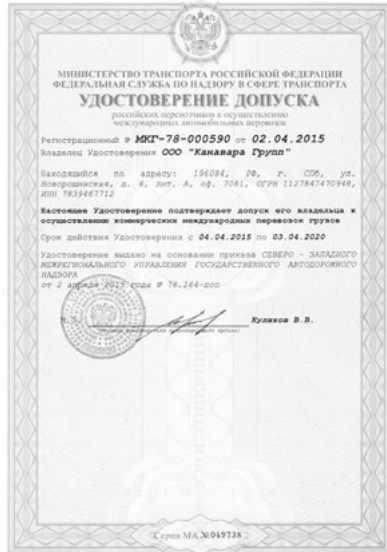 МИНИСТЕРСТВО ТРАНСПОРТА РОССИЙСКОЙ ФЕДЕРАЦИИ
ФЕДЕРАЛЬНАЯ СЛУЖБА ПО НАДЗОРУ В СФЕРЕ ТРАНСПОРТА
УДОСТОВЕРЕНИЕ ДОПУСКА
российских перевозчиков к осуществлению
международных автомобильных перевозок
Регистрационный № МКГ-78-000590 от 02.04.2015
Владелец Удостоверения ООО "Канавара Групп"
Находящийся по адресу: 196084, РФ, г. СПб, ул.
Новорощинская, д. 4, лит. А, оф. 7081, ОГРН 1127847470948,
ИНН 7839467712
Настоящее Удостоверение подтверждает допуск его владельца к
осуществлению коммерческих международных перевозок грузов
Срок действия Удостоверения с 04.04.2015 по 03.04.2020
Удостоверение выдано на основании приказа СЕВЕРО - ЗАПАДНОГО
МЕЖРЕГИОНАЛЬНОГО УПРАВЛЕНИЯ ГОСУДАРСТВЕННОГО АВТОДОРОЖНОГО
НАДЗОРА
от 2 апреля 2015 года № 78.264-доп
М.П.
Куликов В.В.
Серия МА №049738